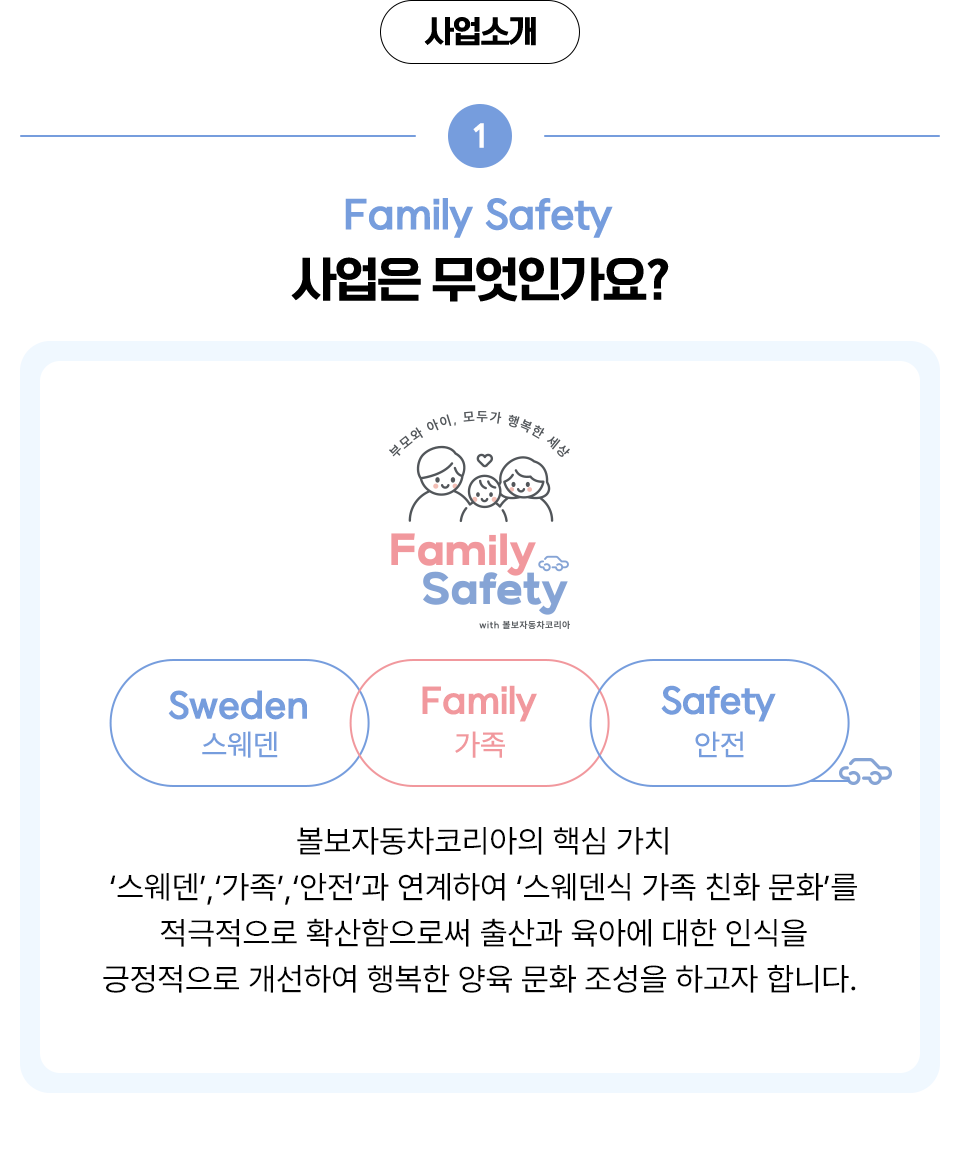 사업소개
1
Family Safety
사업은 무엇인가요?
부모와 아이, 모두가 행복한 세상
Family
Safety
with 볼보자동차코리아
Sweden
스웨덴
Family
가족
Safety
안전
볼보자동차코리아의 핵심 가치
‘스웨덴’,‘가족’,‘안전’과 연계하여 ‘스웨덴식 가족 친화 문화’를
적극적으로 확산함으로써 출산과 육아에 대한 인식을
긍정적으로 개선하여 행복한 양육 문화 조성을 하고자 합니다.